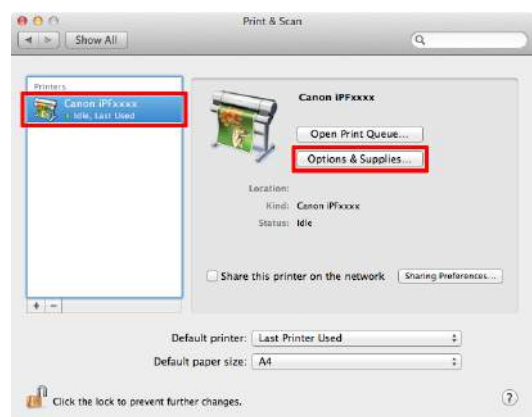 Print & Scan
Show All
Printers
Canon iPFxxxx
Idle, Last Used
Canon iPFxxxx
Open Print Queue...
Options & Supplies...
Location:
Kind: Canon iPFxxxx
Status: Idle
Share this printer on the network Sharing Preferences...
+ -
Default printer: Last Printer Used
Default paper size: A4
Click the lock to prevent further changes.
?